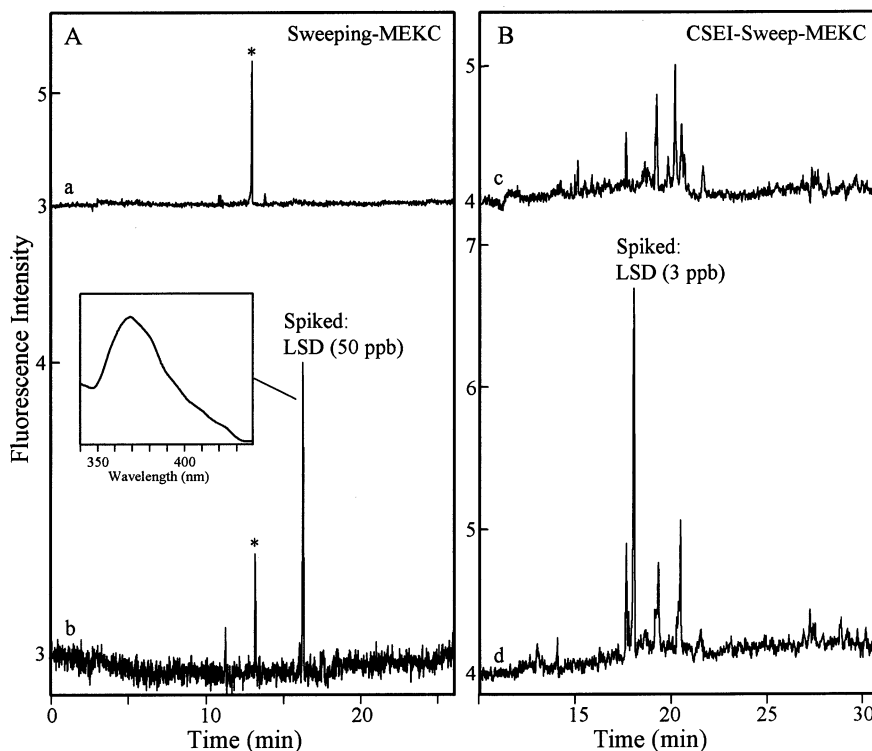 A
Sweeping-MEKC
*
5
a
3
Fluorescence Intensity
Spiked:
LSD (50 ppb)
4
350
400
Wavelength (nm)
*
b
3
0
10
20
Time (min)
B
CSEI-Sweep-MEKC
5
c
4
7
Spiked:
LSD (3 ppb)
6
5
d
4
15
20
25
30
Time (min)